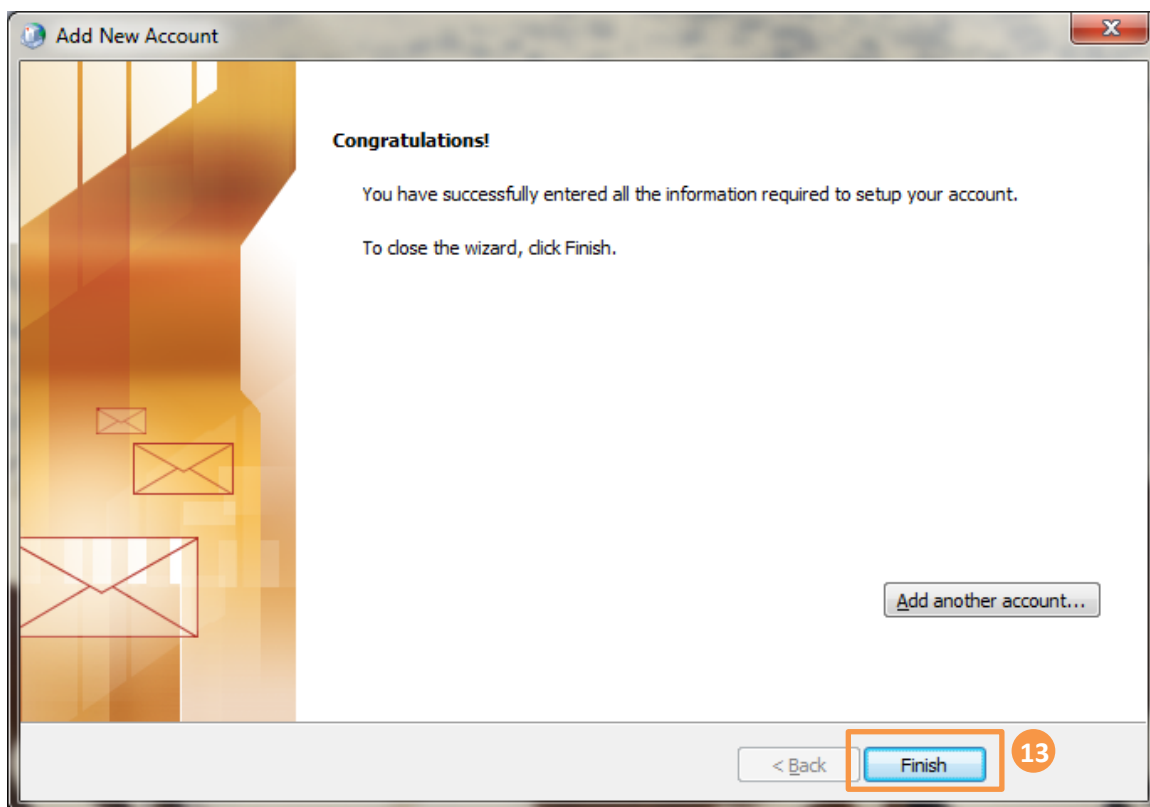 Add New Account
X
Congratulations!
You have successfully entered all the information required to setup your account.
To close the wizard, click Finish.
Add another account...
< Back
Finish
13